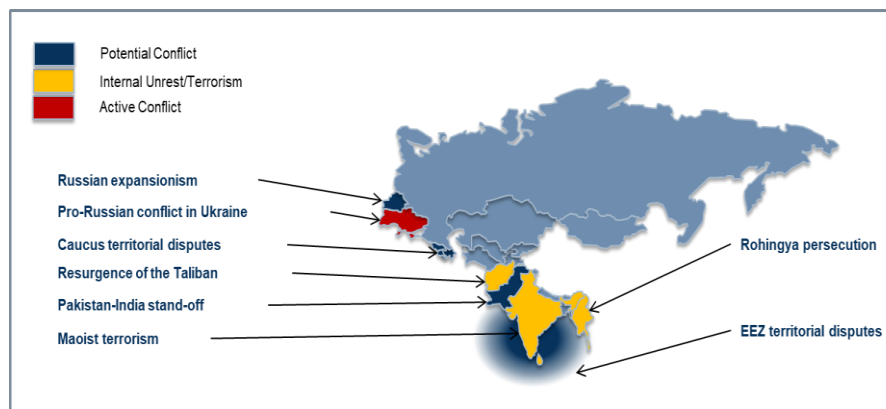 Potential Conflict
Internal Unrest/Terrorism
Active Conflict
Russian expansionism
Pro-Russian conflict in Ukraine
Caucus territorial disputes
Resurgence of the Taliban
Pakistan-India stand-off
Maoist terrorism
Rohingya persecution
EEZ territorial disputes